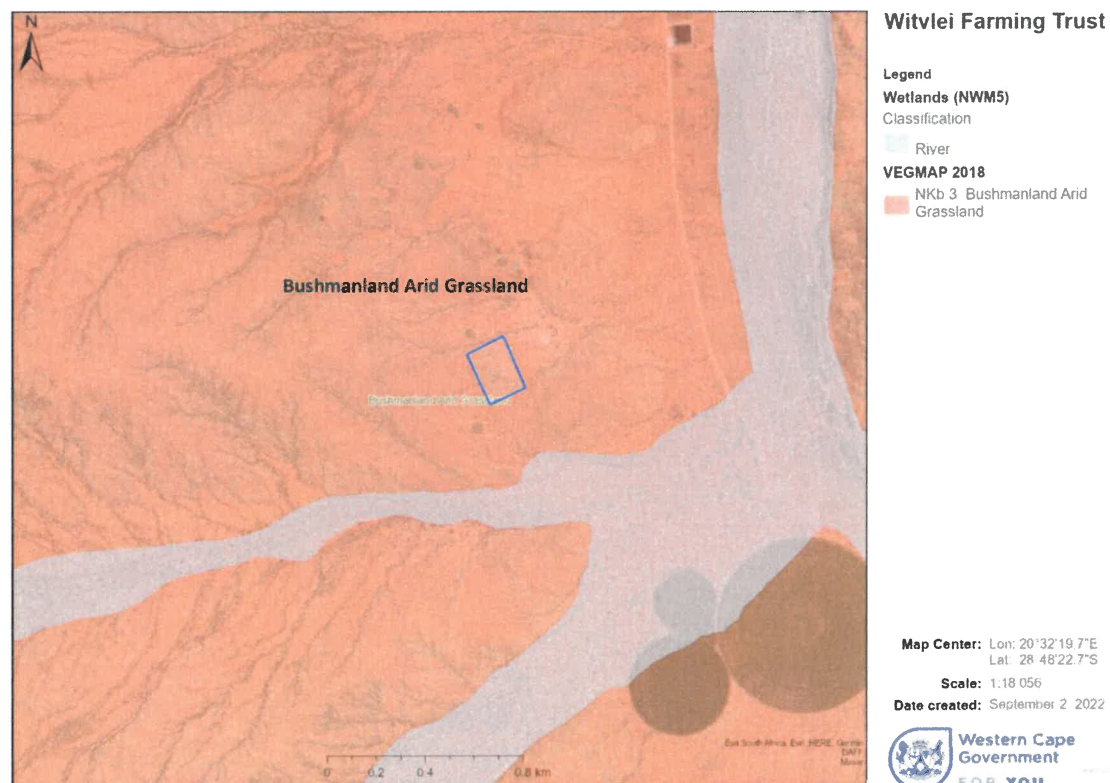 N
Bushmanland Arid Grassland
0 0.2 0.4 0.8 km
Witvlei Farming Trust
Legend
Wetlands (NWM5)
Classification
River
VEGMAP 2018
NKb 3 Bushmanland Arid
Grassland
Map Center: Lon: 20°32'19.7"E
Lat: 28°48'22.7"S
Scale: 1:18 056
Date created: September 2, 2022
Western Cape
Government
FOR YOU